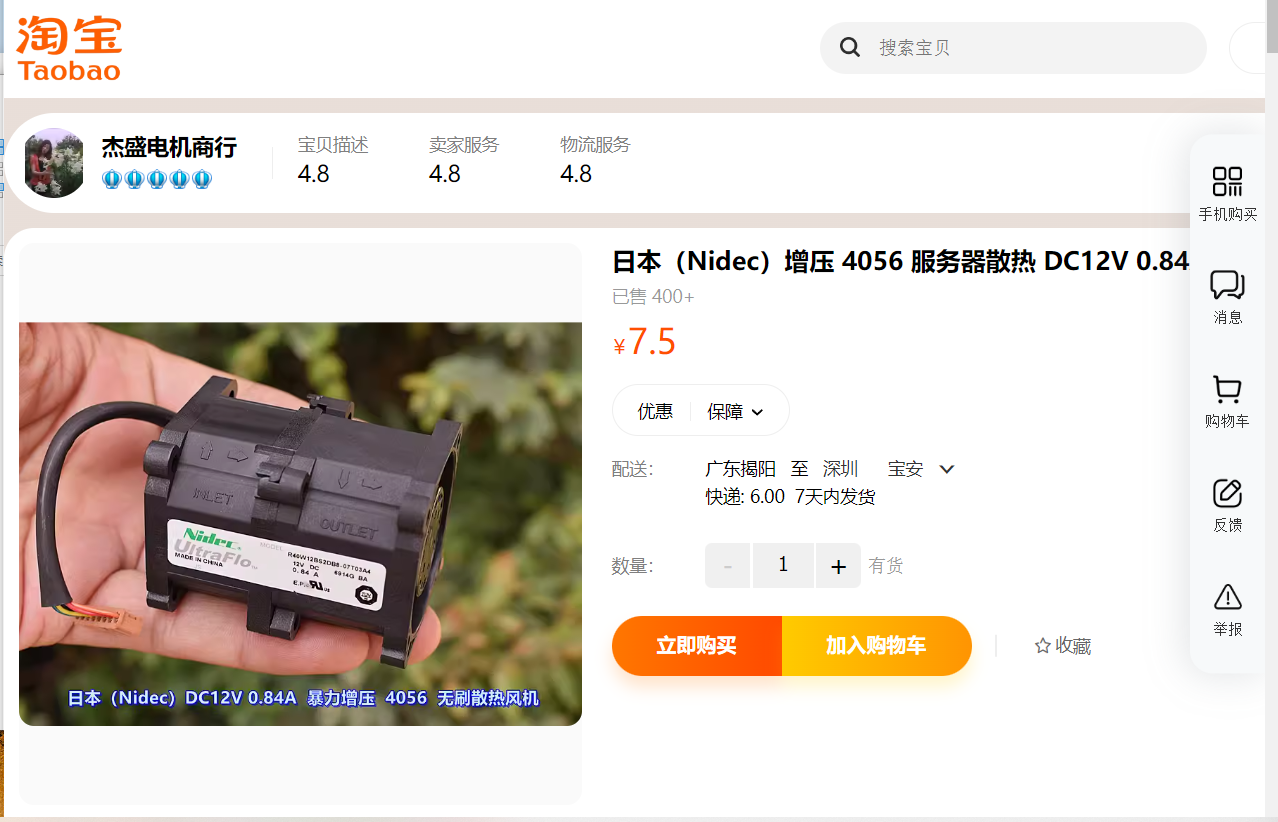 淘宝
Taobao
搜索宝贝
杰盛电机商行
宝贝描述 卖家服务 物流服务
4.8 4.8 4.8
日本（Nidec）增压 4056 服务器散热 DC12V 0.84
已售 400+
¥7.5
优惠 保障
配送： 广东揭阳 至 深圳 宝安
快递: 6.00 7天内发货
数量： - 1 + 有货
立即购买 加入购物车 收藏
手机购买
消息
购物车
反馈
举报
INLET
OUTLET
Nidec
UltraFlo™
MADE IN CHINA
MODEL R40W12BS2DB5-07T03A4
12V DC
0.84 A 6914G BA
日本（Nidec）DC12V 0.84A 暴力增压 4056 无刷散热风机